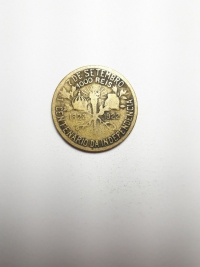 7 DE SETEMBRO
1000 REIS
1822 1922
CENTENARIO DA INDEPENDENCIA